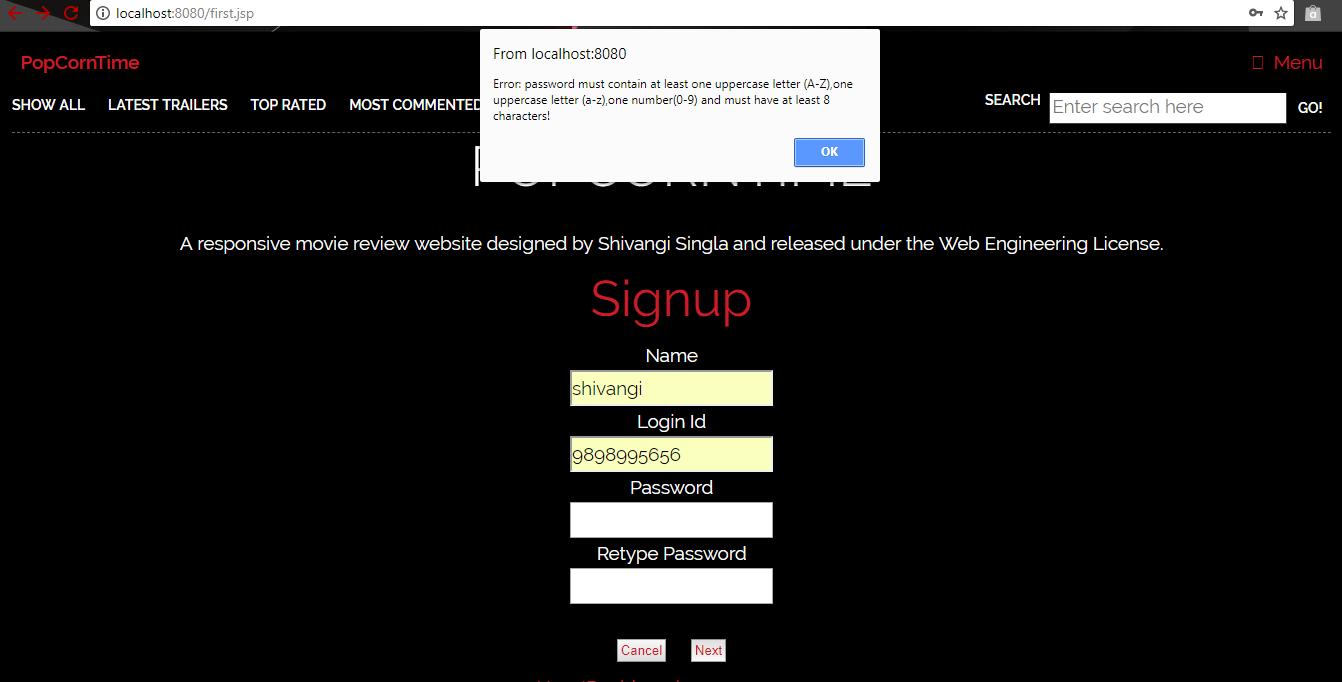 localhost:8080/first.jsp
From localhost:8080
Error: password must contain at least one uppercase letter (A-Z),one
uppercase letter (a-z),one number(0-9) and must have at least 8
characters!
OK
PopCornTime
Menu
SHOW ALL LATEST TRAILERS TOP RATED MOST COMMENTED
SEARCH Enter search here GO!
A responsive movie review website designed by Shivangi Singla and released under the Web Engineering License.
Signup
Name
shivangi
Login Id
9898995656
Password
Retype Password
Cancel Next